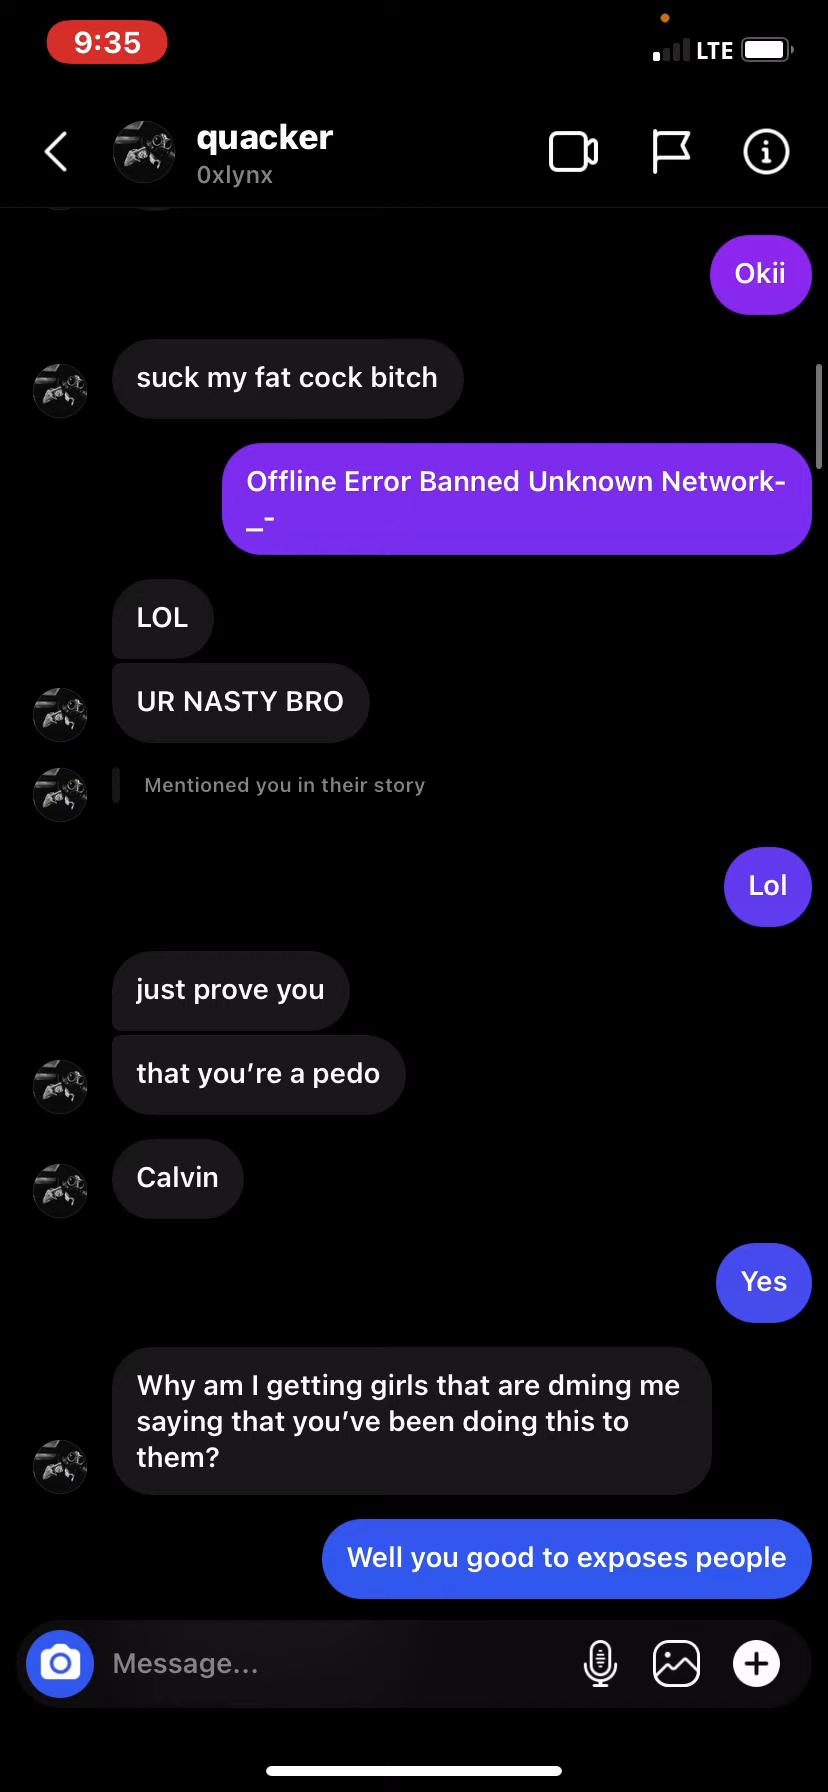 9:35
LTE
quacker
0xlynx
Okii
suck my fat cock bitch
Offline Error Banned Unknown Network-
_-
LOL
UR NASTY BRO
Mentioned you in their story
Lol
just prove you
that you’re a pedo
Calvin
Yes
Why am I getting girls that are dming me
saying that you’ve been doing this to
them?
Well you good to exposes people
Message...